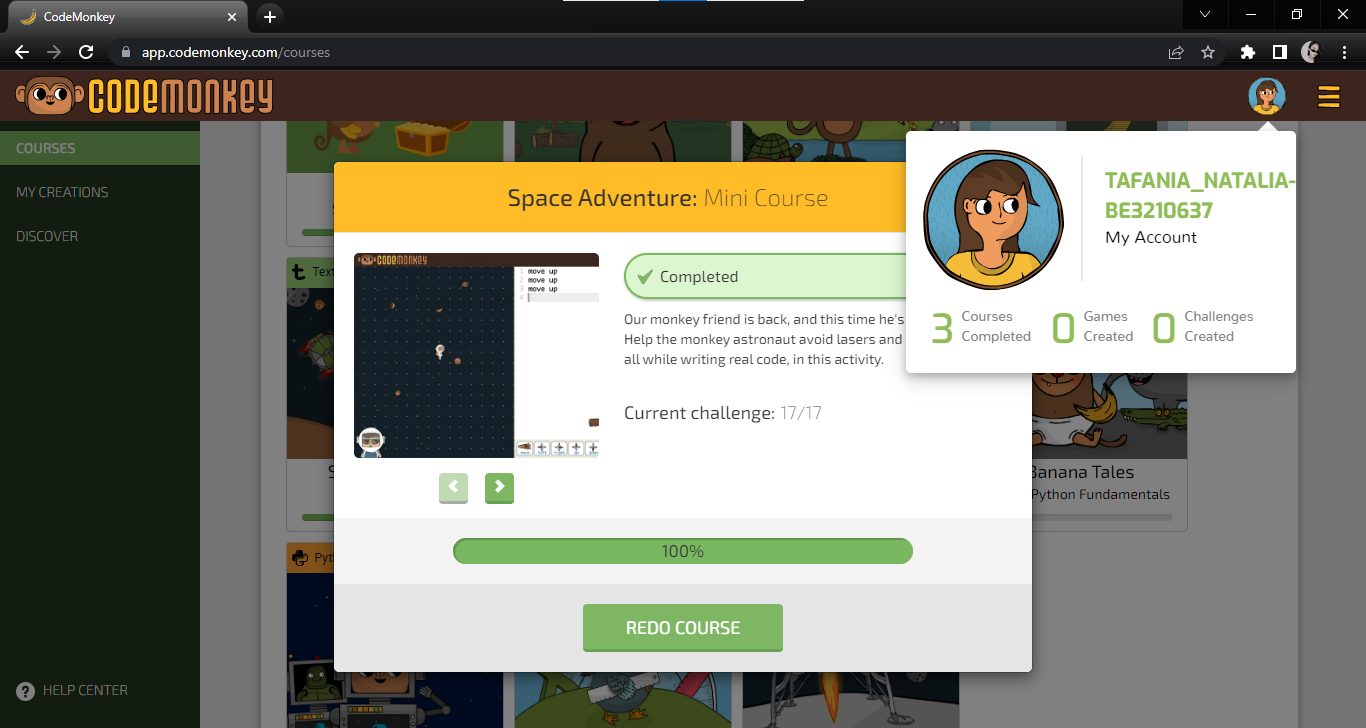 CodeMonkey
app.codemonkey.com/courses
CODEMONKEY
COURSES
MY CREATIONS
DISCOVER
HELP CENTER
Space Adventure: Mini Course
CODEMONKEY
1 move up
2 move up
3 move up
4
Completed
Our monkey friend is back, and this time he's
Help the monkey astronaut avoid lasers and
all while writing real code, in this activity.
Current challenge: 17/17
100%
REDO COURSE
TAFANIA_NATALIA-
BE3210637
My Account
3 Courses Completed
0 Games Created
0 Challenges Created
Text
Banana Tales
Python Fundamentals
Pyth